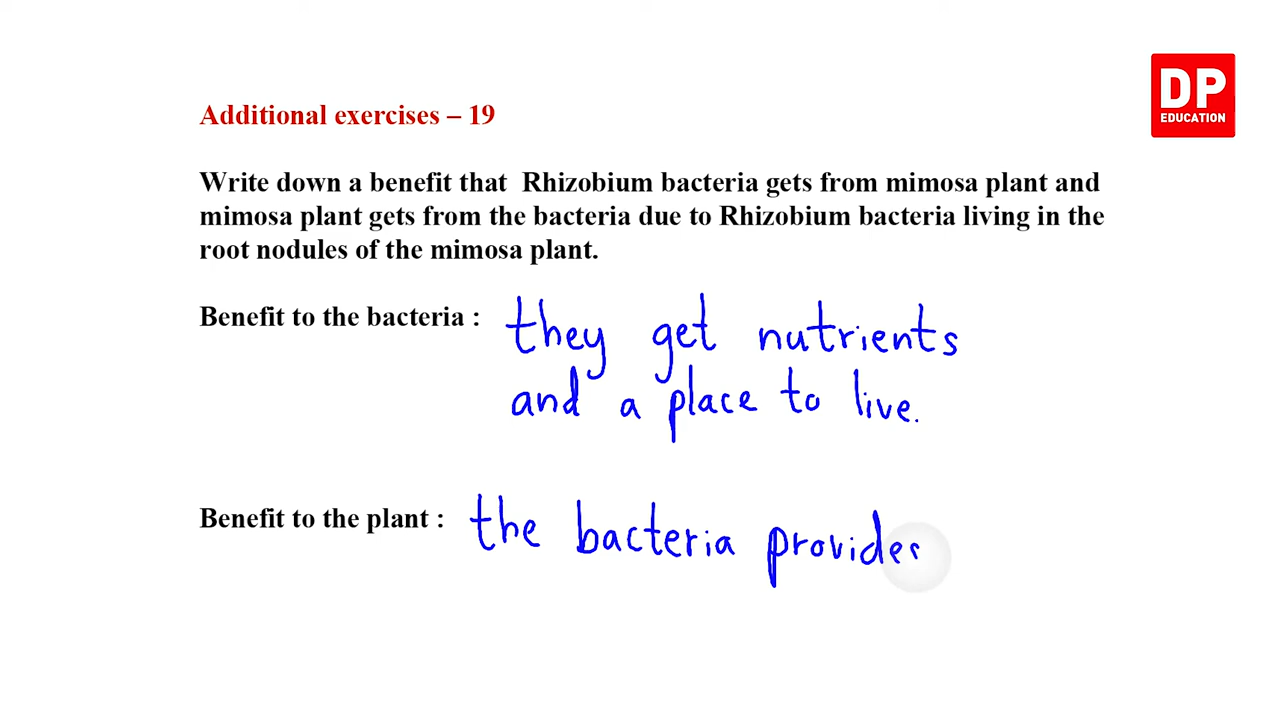 DP
EDUCATION
Additional exercises – 19
Write down a benefit that Rhizobium bacteria gets from mimosa plant and
mimosa plant gets from the bacteria due to Rhizobium bacteria living in the
root nodules of the mimosa plant.
Benefit to the bacteria : they get nutrients
and a place to live.
Benefit to the plant : the bacteria provides